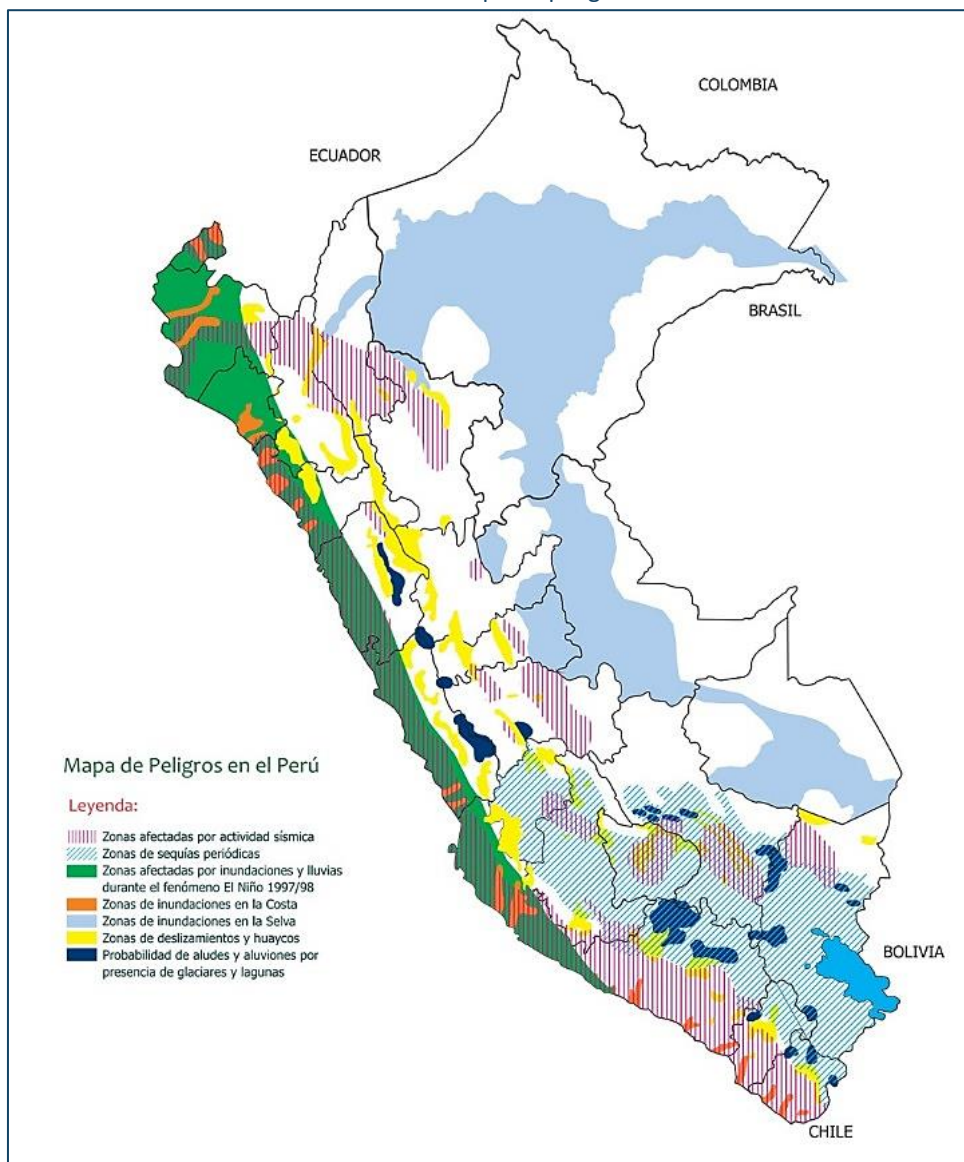 COLOMBIA
ECUADOR
BRASIL
Mapa de Peligros en el Perú
Leyenda:
Zonas afectadas por actividad sísmica
Zonas de sequías periódicas
Zonas afectadas por inundaciones y lluvias
durante el fenómeno El Niño 1997/98
Zonas de inundaciones en la Costa
Zonas de inundaciones en la Selva
Zonas de deslizamientos y huaycos
Probabilidad de aludes y aluviones por
presencia de glaciares y lagunas
BOLIVIA
CHILE